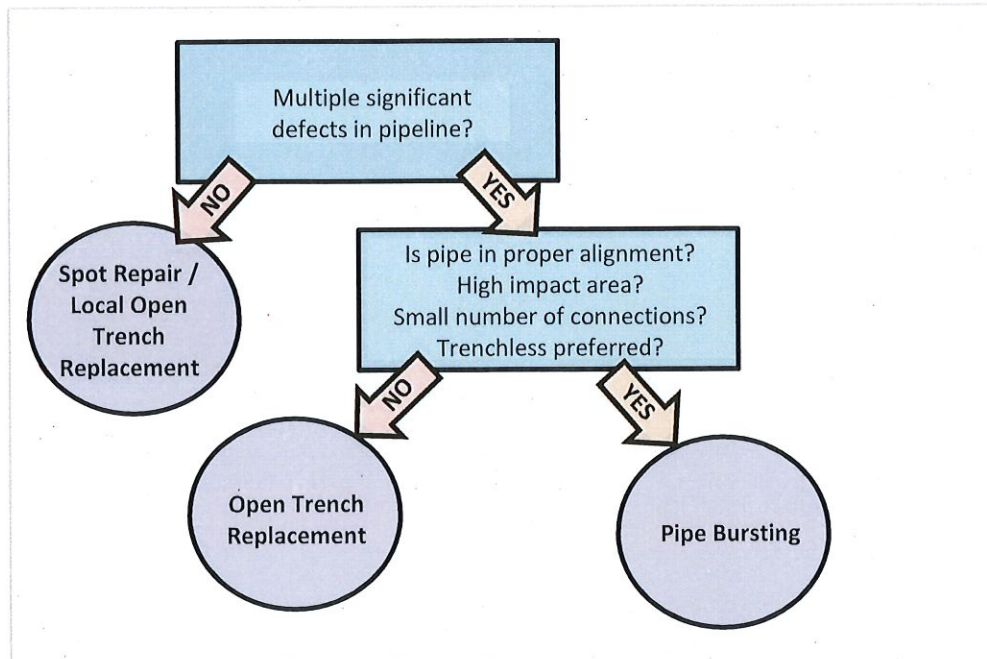 Multiple significant
defects in pipeline?
NO
YES
Spot Repair /
Local Open
Trench
Replacement
Is pipe in proper alignment?
High impact area?
Small number of connections?
Trenchless preferred?
NO
YES
Open Trench
Replacement
Pipe Bursting